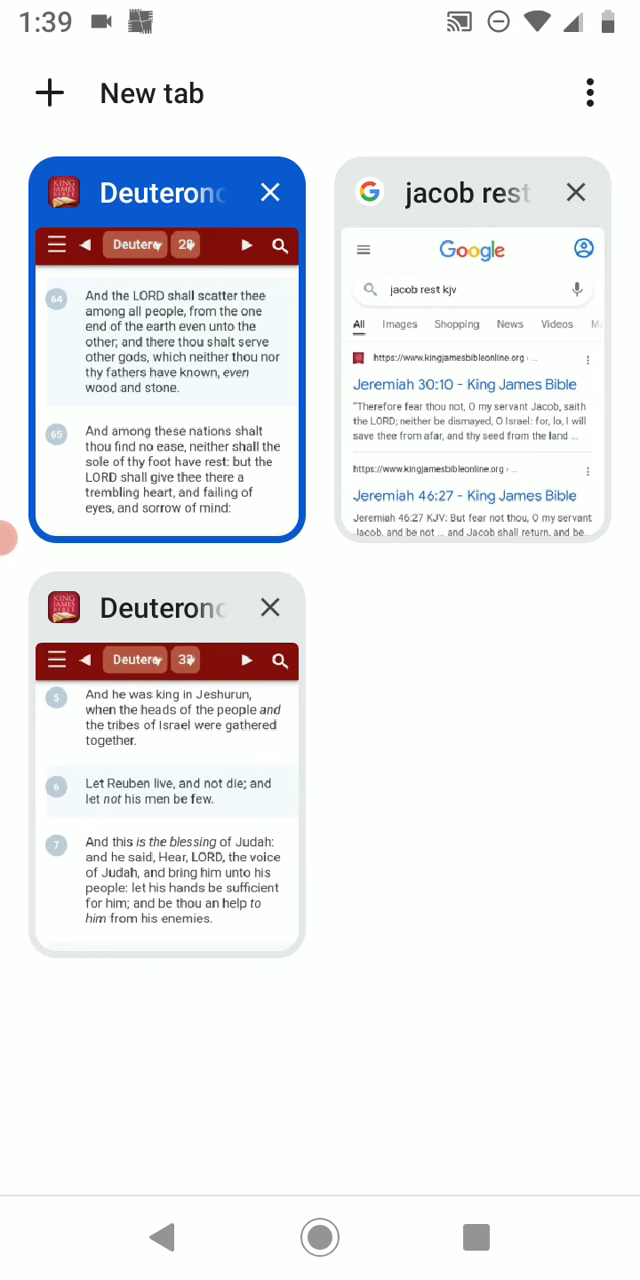 1:39
New tab
Deuteron
Deutero
28
64
And the LORD shall scatter thee
among all people, from the one
end of the earth even unto the
other; and there thou shalt serve
other gods, which neither thou nor
thy fathers have known, even
wood and stone.
65
And among these nations shalt
thou find no ease, neither shall the
sole of thy foot have rest: but the
LORD shall give thee there a
trembling heart, and failing of
eyes, and sorrow of mind:
jacob rest
Google
jacob rest kjv
All Images Shopping News Videos M
https://www.kingjamesbibleonline.org › ...
Jeremiah 30:10 - King James Bible
"Therefore fear thou not, O my servant Jacob, saith
the LORD; neither be dismayed, O Israel: for, lo, I will
save thee from afar, and thy seed from the land ...
https://www.kingjamesbibleonline.org › ...
Jeremiah 46:27 - King James Bible
Jeremiah 46:27 KJV: But fear not thou, O my servant
Jacob, and be not ... and Jacob shall return, and be
Deuteron
Deutero
33
5
And he was king in Jeshurun,
when the heads of the people and
the tribes of Israel were gathered
together.
6
Let Reuben live, and not die; and
let not his men be few.
7
And this is the blessing of Judah:
and he said, Hear, LORD, the voice
of Judah, and bring him unto his
people: let his hands be sufficient
for him; and be thou an help to
him from his enemies.